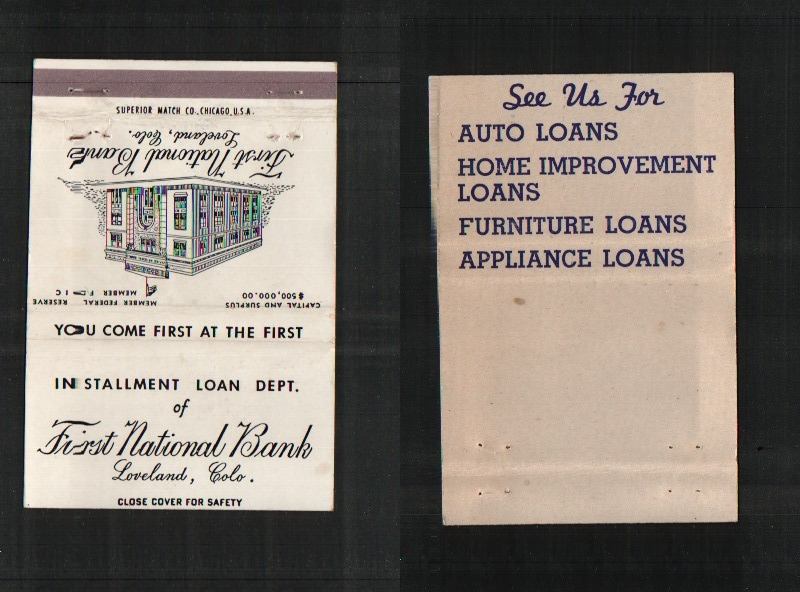 SUPERIOR MATCH CO., CHICAGO, U.S.A.
First National Bank
Loveland, Colo.
CAPITAL AND SURPLUS
$500,000.00
MEMBER FEDERAL RESERVE
MEMBER F D I C
YOU COME FIRST AT THE FIRST
INSTALLMENT LOAN DEPT.
of
First National Bank
Loveland, Colo.
CLOSE COVER FOR SAFETY
See Us For
AUTO LOANS
HOME IMPROVEMENT
LOANS
FURNITURE LOANS
APPLIANCE LOANS